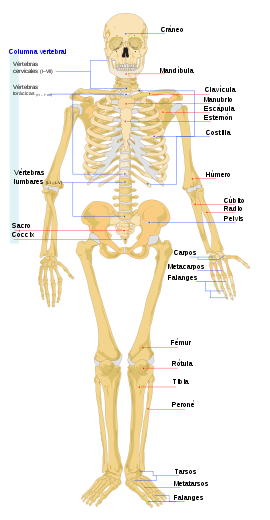 Cráneo
Columna vertebral
Vértebras
cervicales (I-VII)
Mandíbula
Vértebras
torácicas
Clavícula
Manubrio
Escápula
Esternón
Costilla
Vértebras
lumbares
Húmero
Cúbito
Radio
Pelvis
Sacro
Coccix
Carpos
Metacarpos
Falanges
Fémur
Rótula
Tibia
Peroné
Tarsos
Metatarsos
Falanges